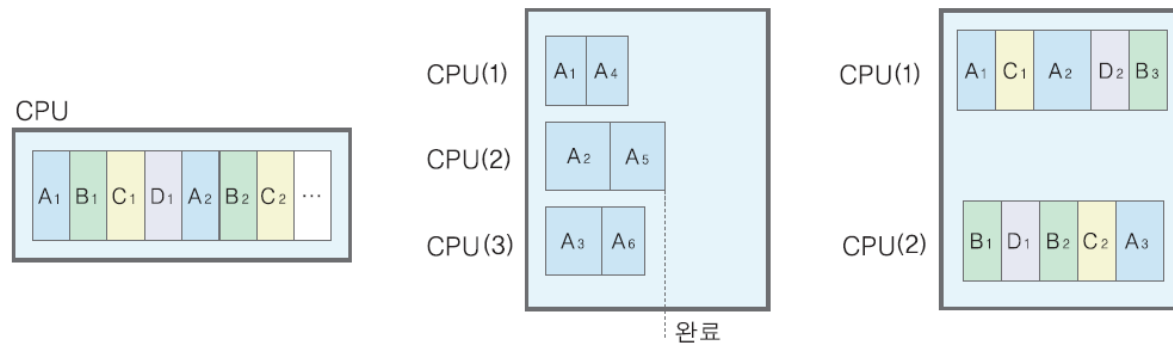 CPU
A1 B1 C1 D1 A2 B2 C2 ...
CPU(1)
A1 A4
CPU(2)
A2 A5
CPU(3)
A3 A6
완료
CPU(1)
A1 C1 A2 D2 B3
CPU(2)
B1 D1 B2 C2 A3